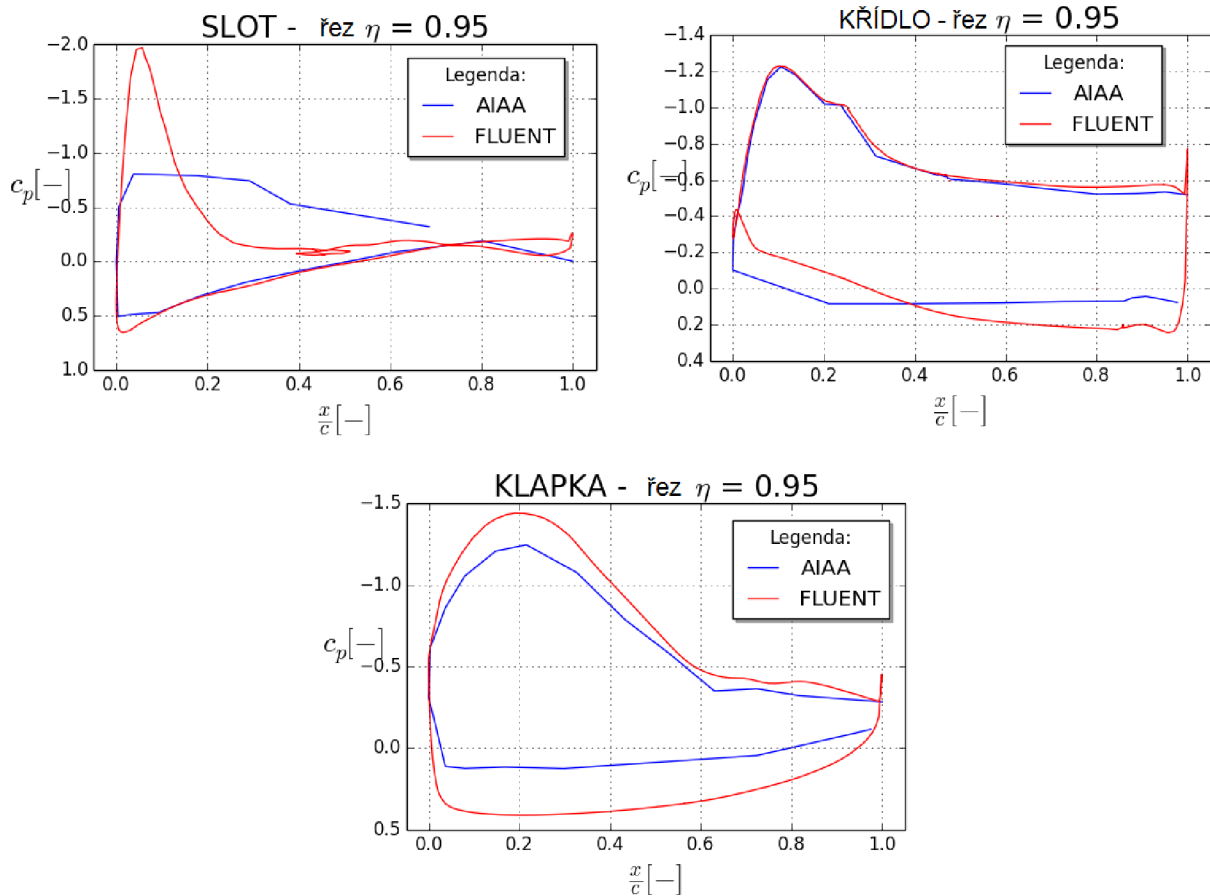 SLOT - řez η = 0.95
−2.0
−1.5
−1.0
−0.5
0.0
0.5
1.0
c_p[−]
0.0 0.2 0.4 0.6 0.8 1.0
x/c[−]
Legenda:
AIAA
FLUENT
KŘÍDLO - řez η = 0.95
−1.4
−1.2
−1.0
−0.8
−0.6
−0.4
−0.2
0.0
0.2
0.4
c_p[−]
0.0 0.2 0.4 0.6 0.8 1.0
x/c[−]
Legenda:
AIAA
FLUENT
KLAPKA - řez η = 0.95
−1.5
−1.0
−0.5
0.0
0.5
c_p[−]
0.0 0.2 0.4 0.6 0.8 1.0
x/c[−]
Legenda:
AIAA
FLUENT